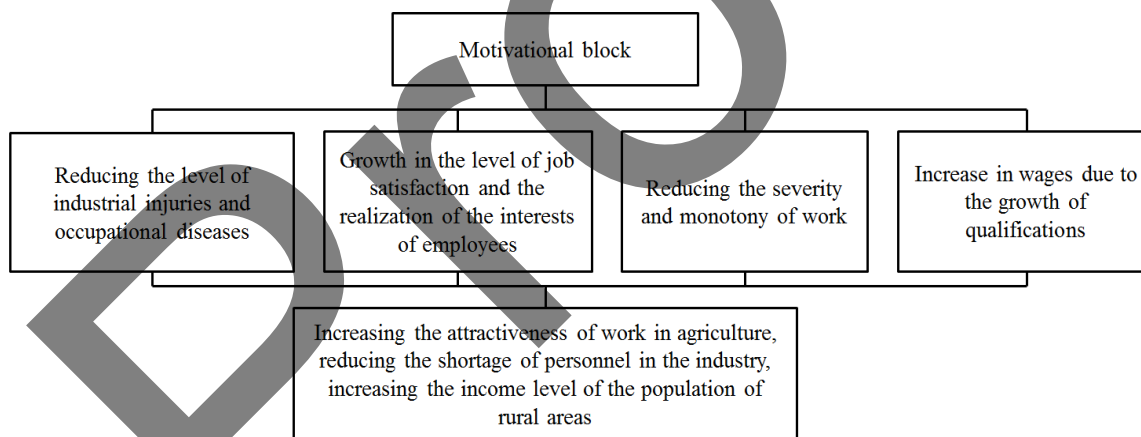 Motivational block
Reducing the level of
industrial injuries and
occupational diseases
Growth in the level of job
satisfaction and the
realization of the interests
of employees
Reducing the severity
and monotony of work
Increase in wages due to
the growth of
qualifications
Increasing the attractiveness of work in agriculture,
reducing the shortage of personnel in the industry,
increasing the income level of the population of
rural areas